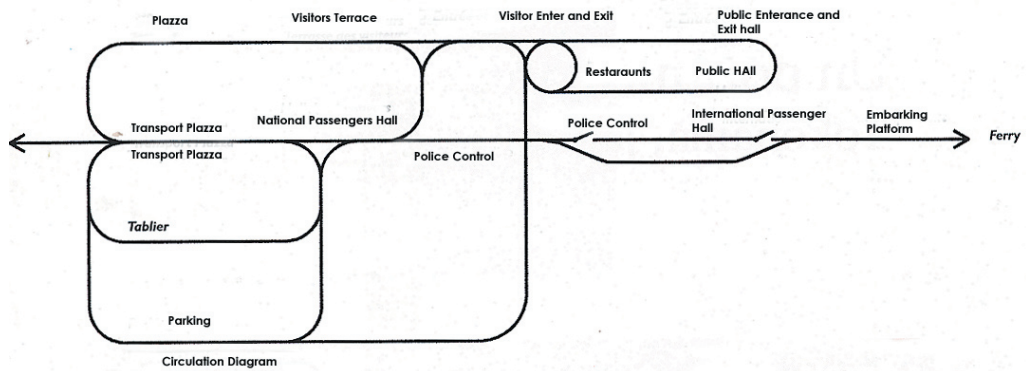 Plazza
Visitors Terrace
Visitor Enter and Exit
Public Enterance and
Exit hall
Restaraunts
Public HAll
Transport Plazza
National Passengers Hall
Police Control
International Passenger
Hall
Embarking
Platform
Ferry
Transport Plazza
Police Control
Tablier
Parking
Circulation Diagram